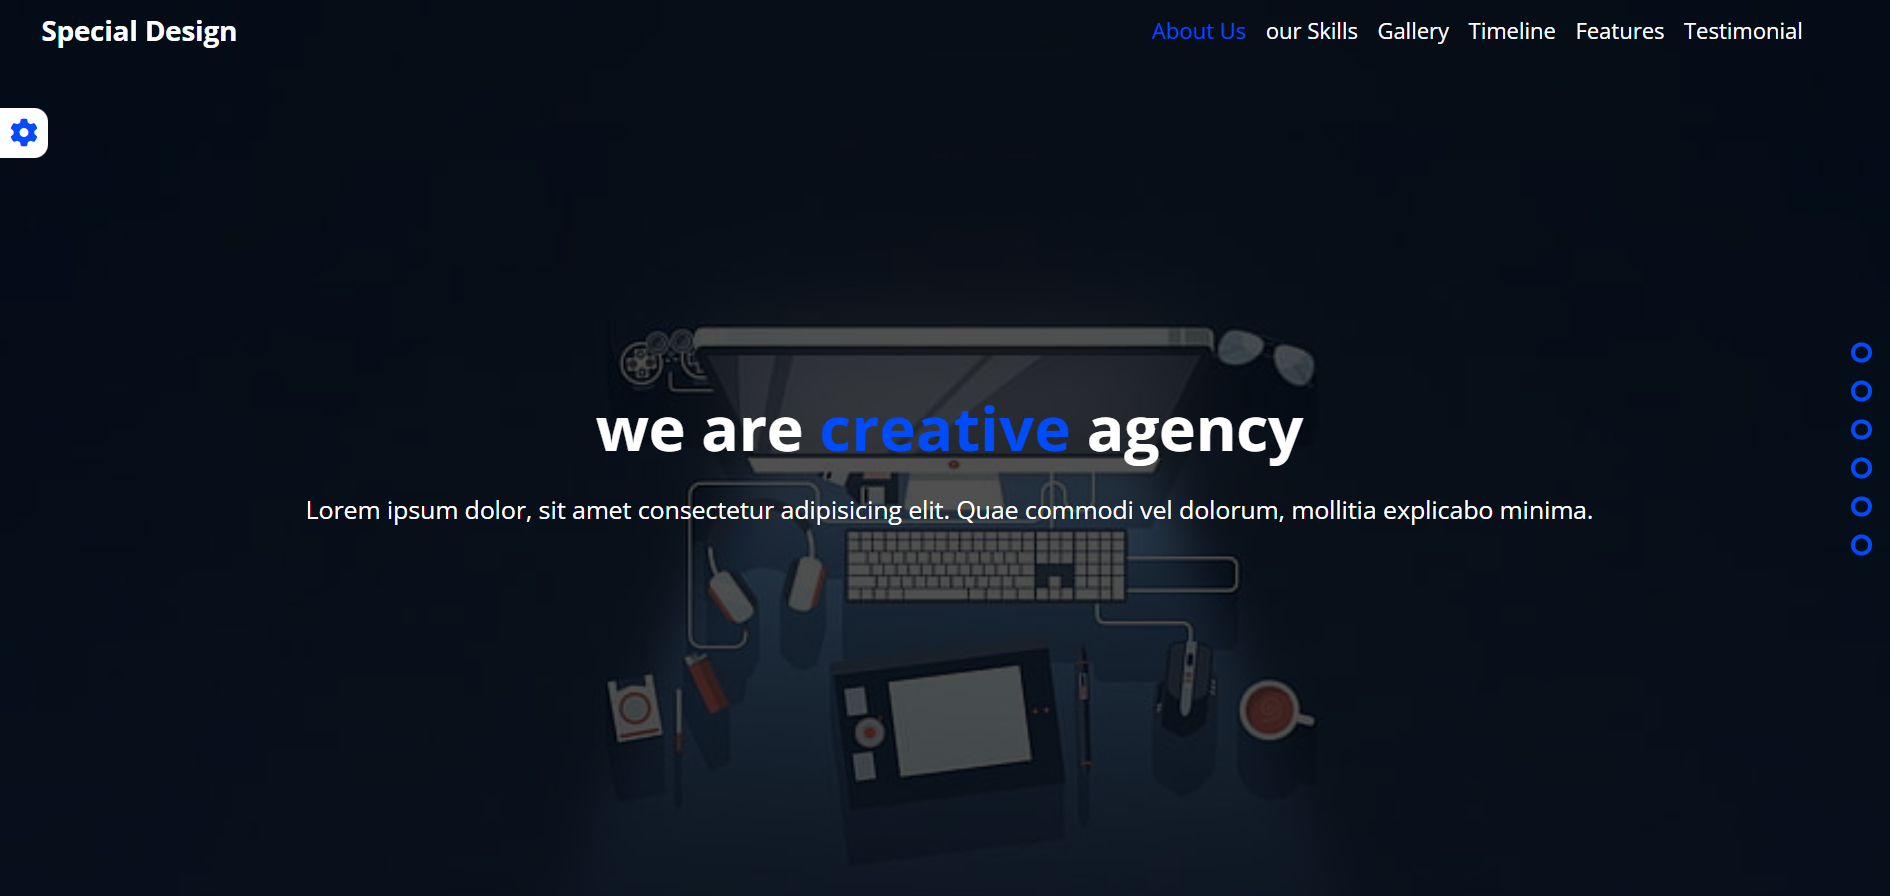 Special Design
About Us our Skills Gallery Timeline Features Testimonial
we are creative agency
Lorem ipsum dolor, sit amet consectetur adipisicing elit. Quae commodi vel dolorum, mollitia explicabo minima.